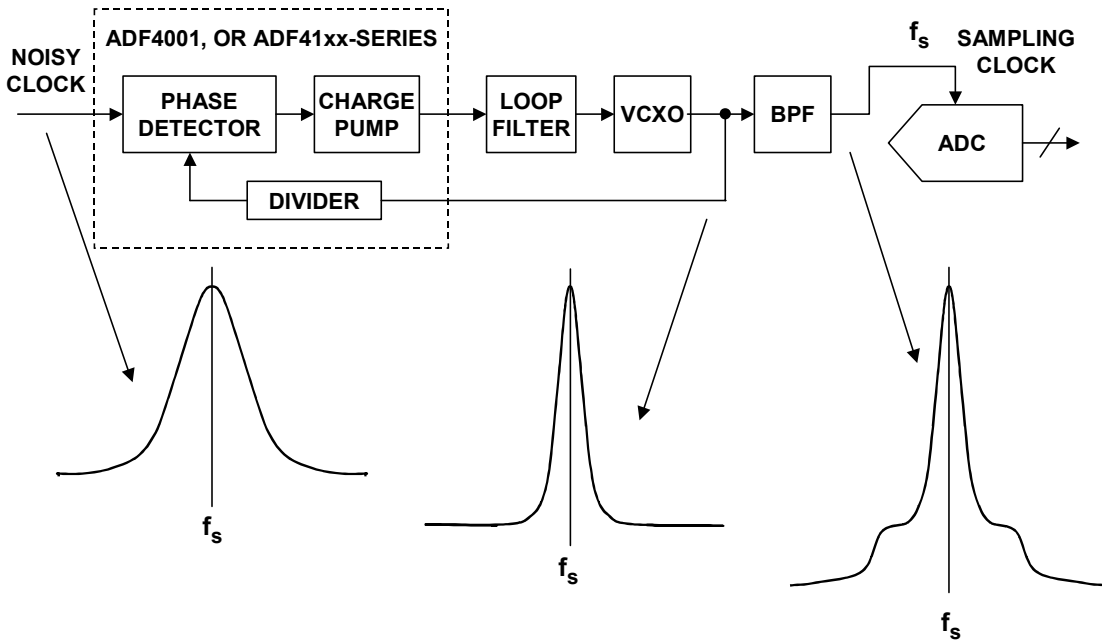 ADF4001, OR ADF41xx-SERIES
NOISY
CLOCK
PHASE
DETECTOR
CHARGE
PUMP
LOOP
FILTER
VCXO
BPF
fs
SAMPLING
CLOCK
ADC
DIVIDER
fs
fs
fs